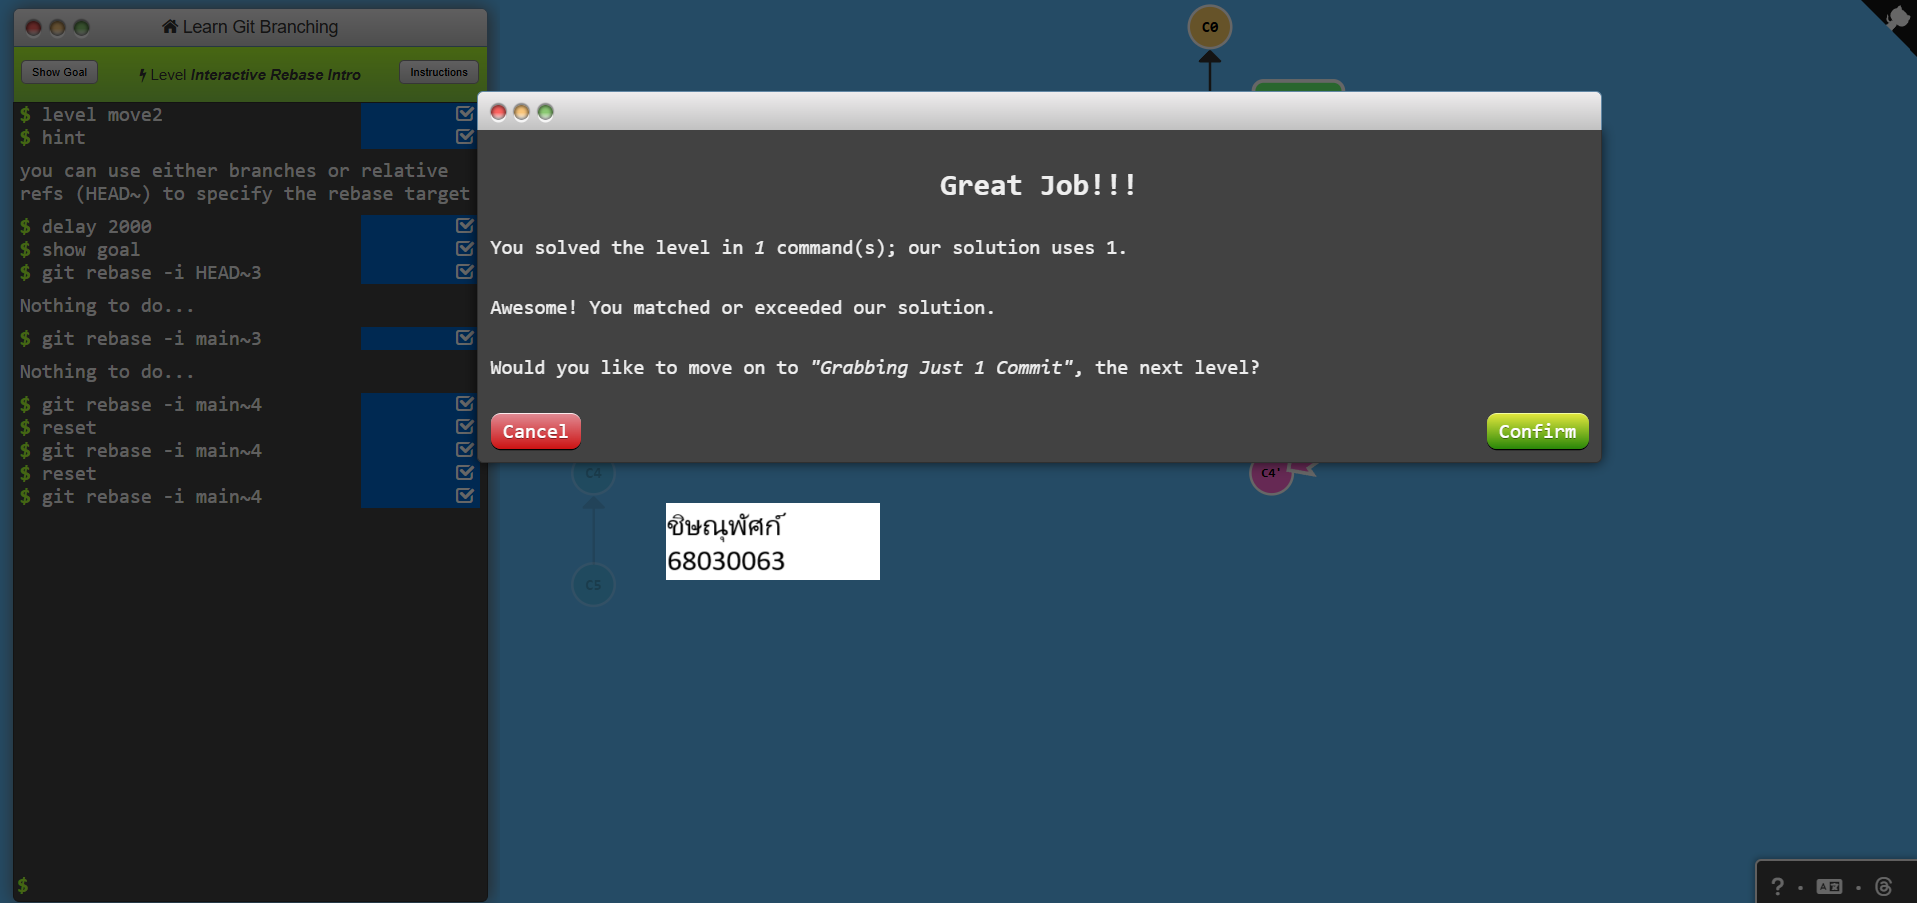 Learn Git Branching
Show Goal
Level Interactive Rebase Intro
Instructions
$ level move2
$ hint
you can use either branches or relative
refs (HEAD~) to specify the rebase target
$ delay 2000
$ show goal
$ git rebase -i HEAD~3
Nothing to do...
$ git rebase -i main~3
Nothing to do...
$ git rebase -i main~4
$ reset
$ git rebase -i main~4
$ reset
$ git rebase -i main~4
$
C0
Great Job!!!
You solved the level in 1 command(s); our solution uses 1.
Awesome! You matched or exceeded our solution.
Would you like to move on to "Grabbing Just 1 Commit", the next level?
Cancel
Confirm
C4
C4'
ชิษณุพัศก์
68030063
C5
?